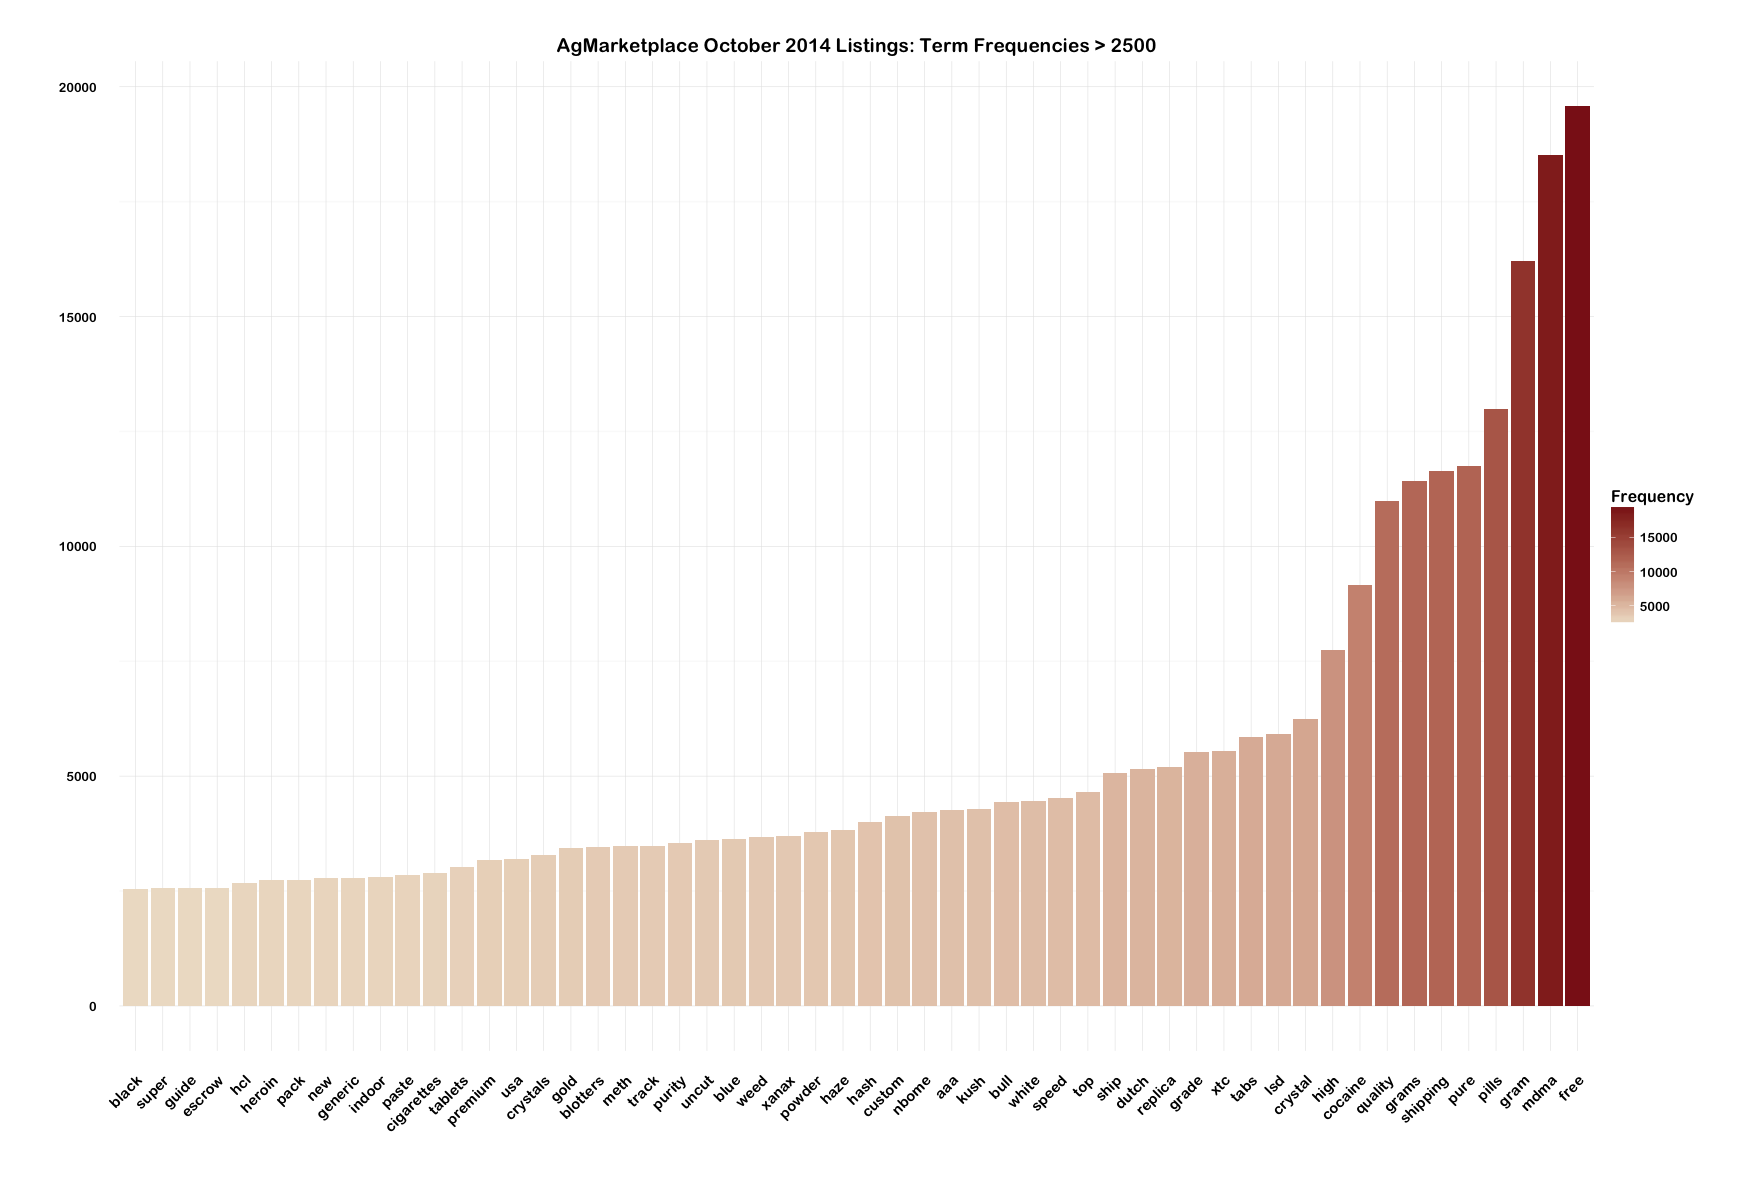 AgMarketplace October 2014 Listings: Term Frequencies > 2500
20000
15000
10000
5000
0
Frequency
15000
10000
5000
black
super
guide
escrow
hcl
heroin
pack
new
generic
indoor
paste
cigarettes
tablets
premium
usa
crystals
gold
blotters
meth
track
purity
uncut
blue
weed
xanax
powder
haze
hash
custom
nbome
aaa
kush
bull
white
speed
top
ship
dutch
replica
grade
xtc
tabs
lsd
crystal
high
cocaine
quality
grams
shipping
pure
pills
gram
mdma
free